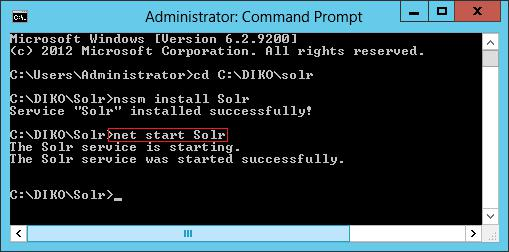 Administrator: Command Prompt
Microsoft Windows [Version 6.2.9200]
(c) 2012 Microsoft Corporation. All rights reserved.
C:\Users\Administrator>cd C:\DIKO\solr
C:\DIKO\Solr>nssm install Solr
Service "Solr" installed successfully!
C:\DIKO\Solr>net start Solr
The Solr service is starting.
The Solr service was started successfully.
C:\DIKO\Solr>_